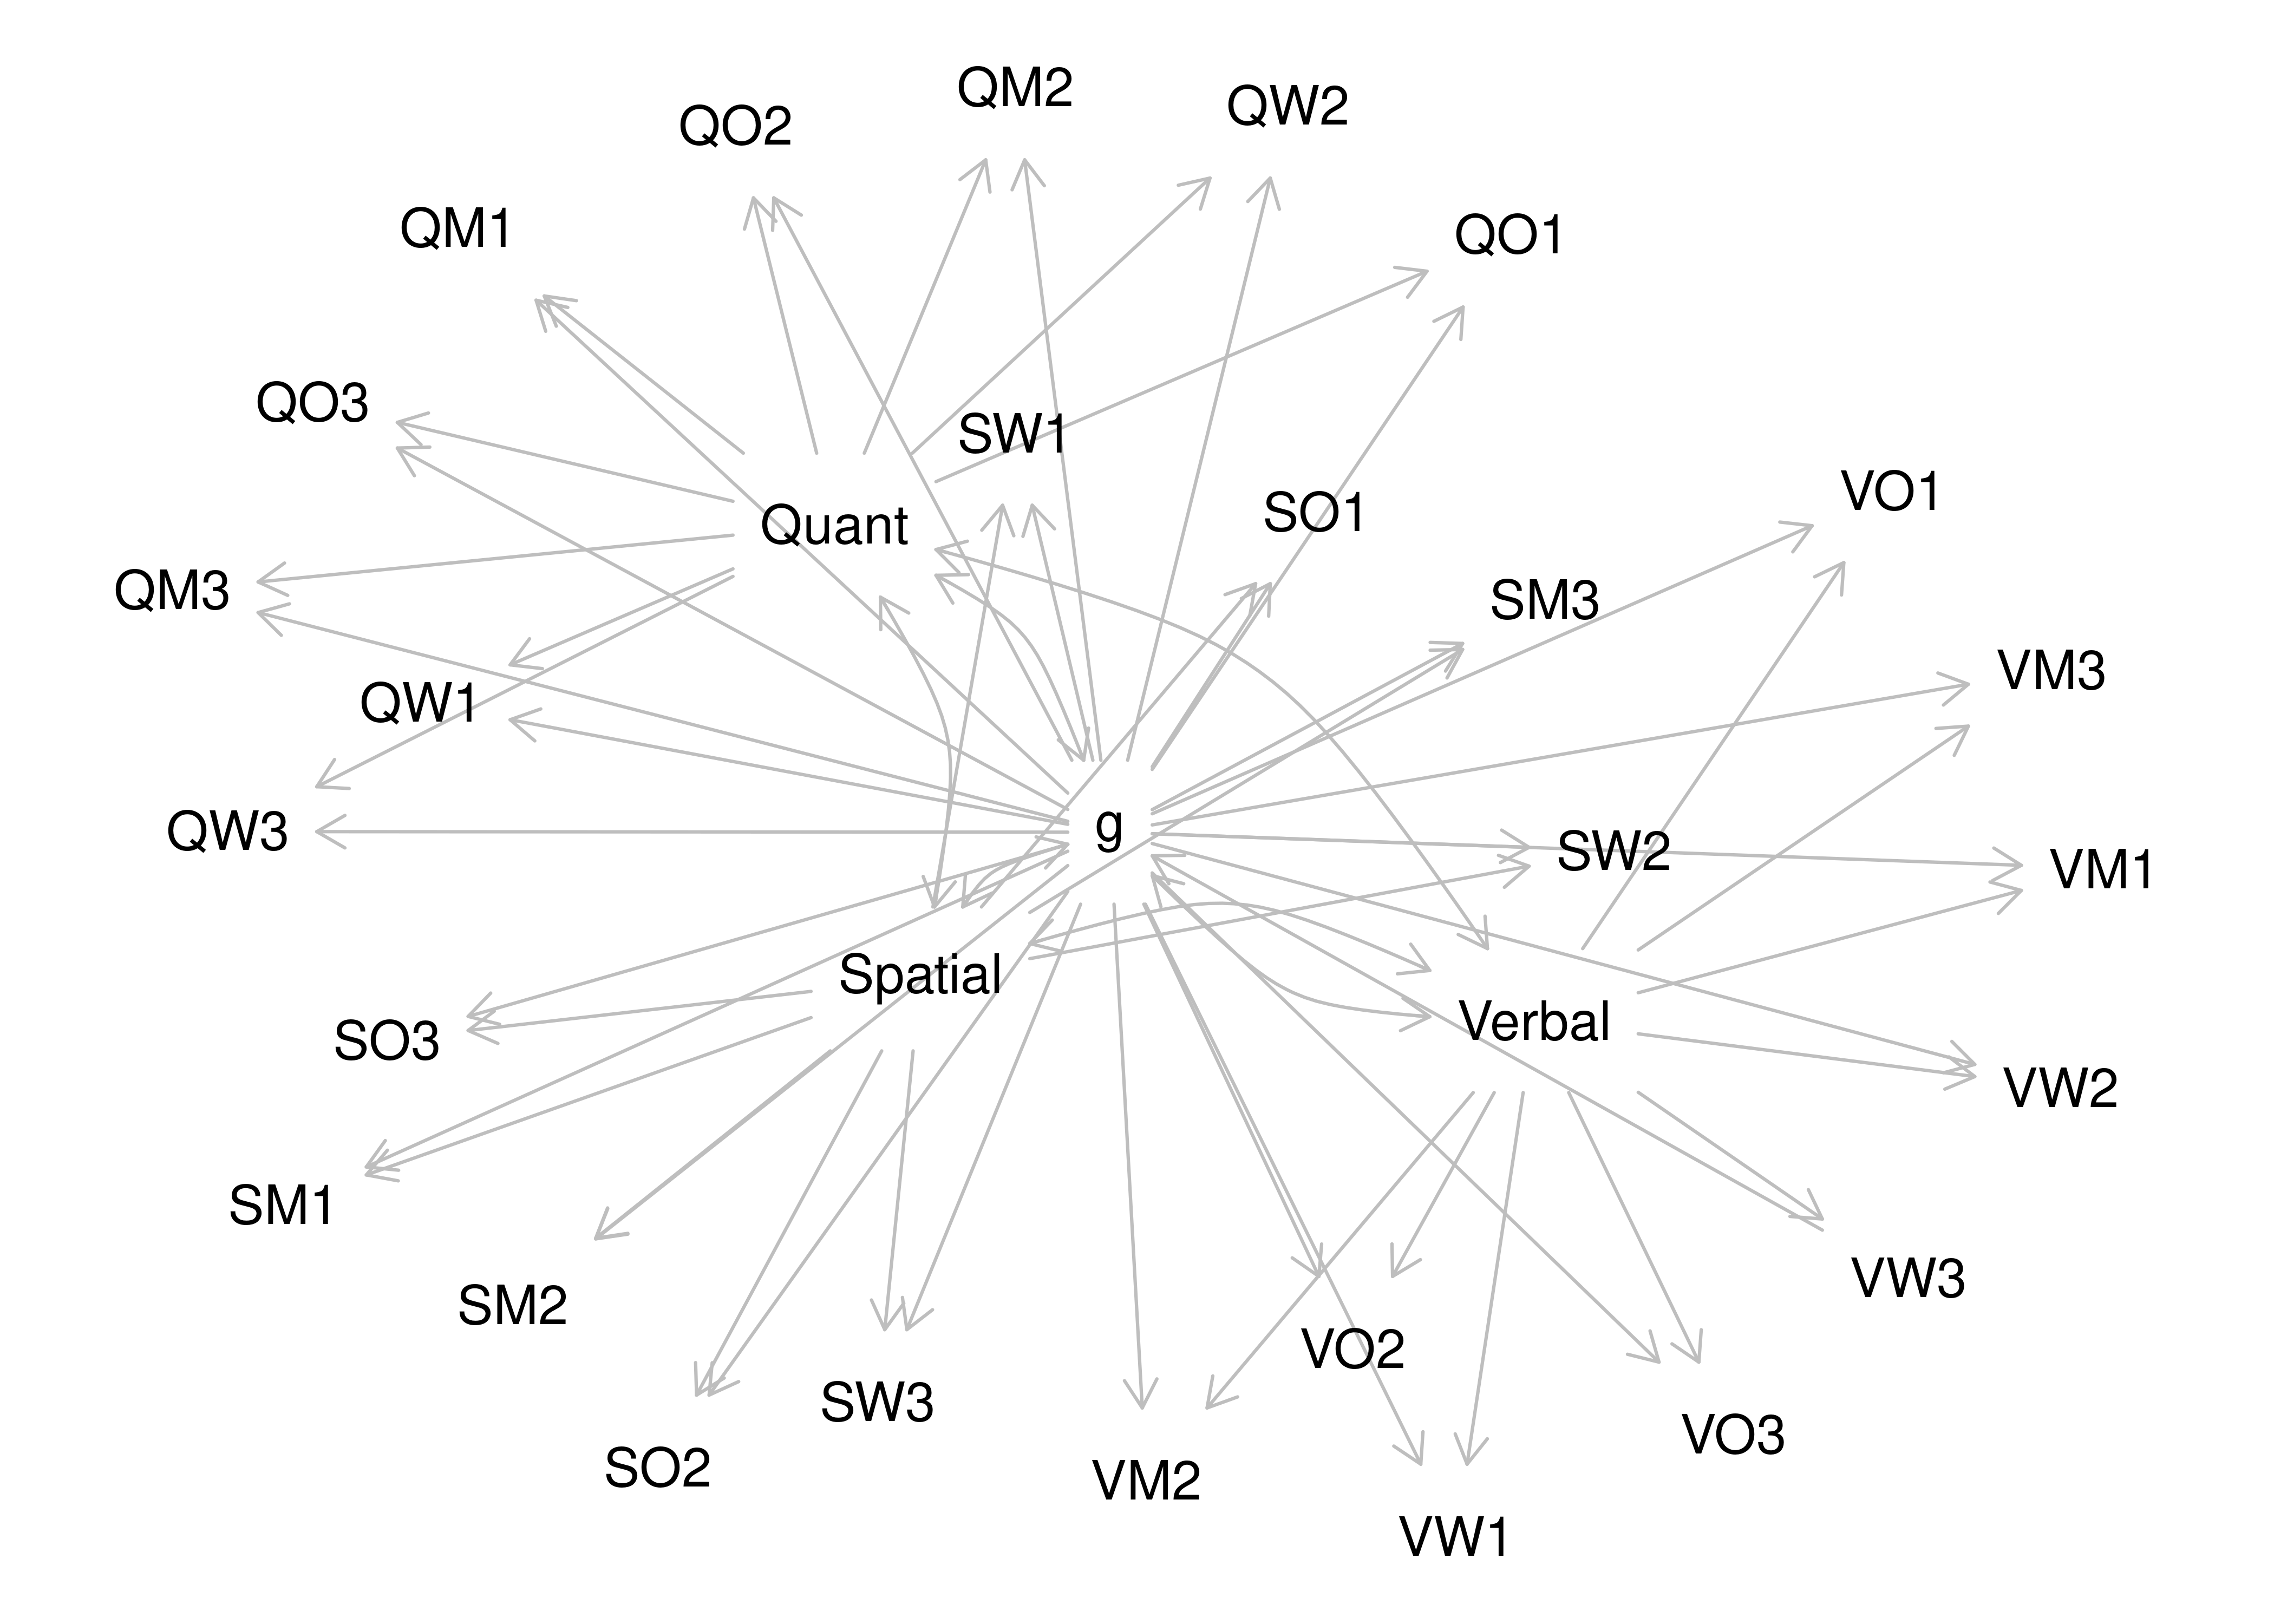 QM2
QW2
QO2
QM1
QO1
QO3
SW1
VO1
SO1
Quant
QM3
SM3
VM3
QW1
g
QW3
SW2
VM1
Spatial
Verbal
SO3
VW2
SM1
VW3
SM2
VO2
SW3
VO3
SO2
VM2
VW1